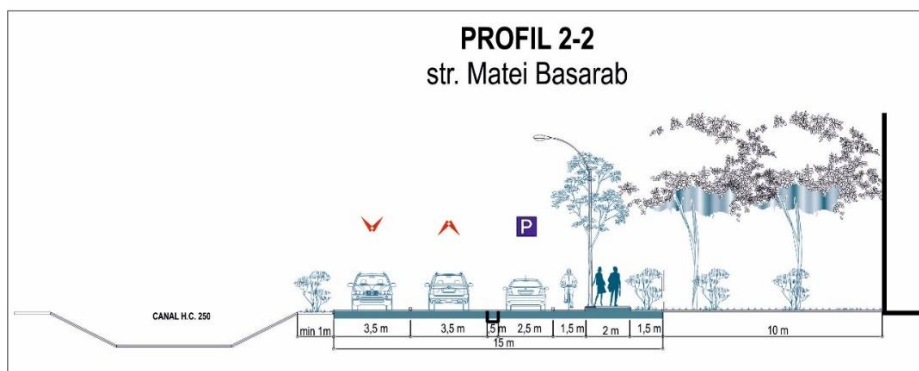 PROFIL 2-2
str. Matei Basarab
P
CANAL H.C. 250
min 1m
3,5 m
3,5 m
,5 m
2,5 m
1,5 m
2 m
1,5 m
15 m
10 m